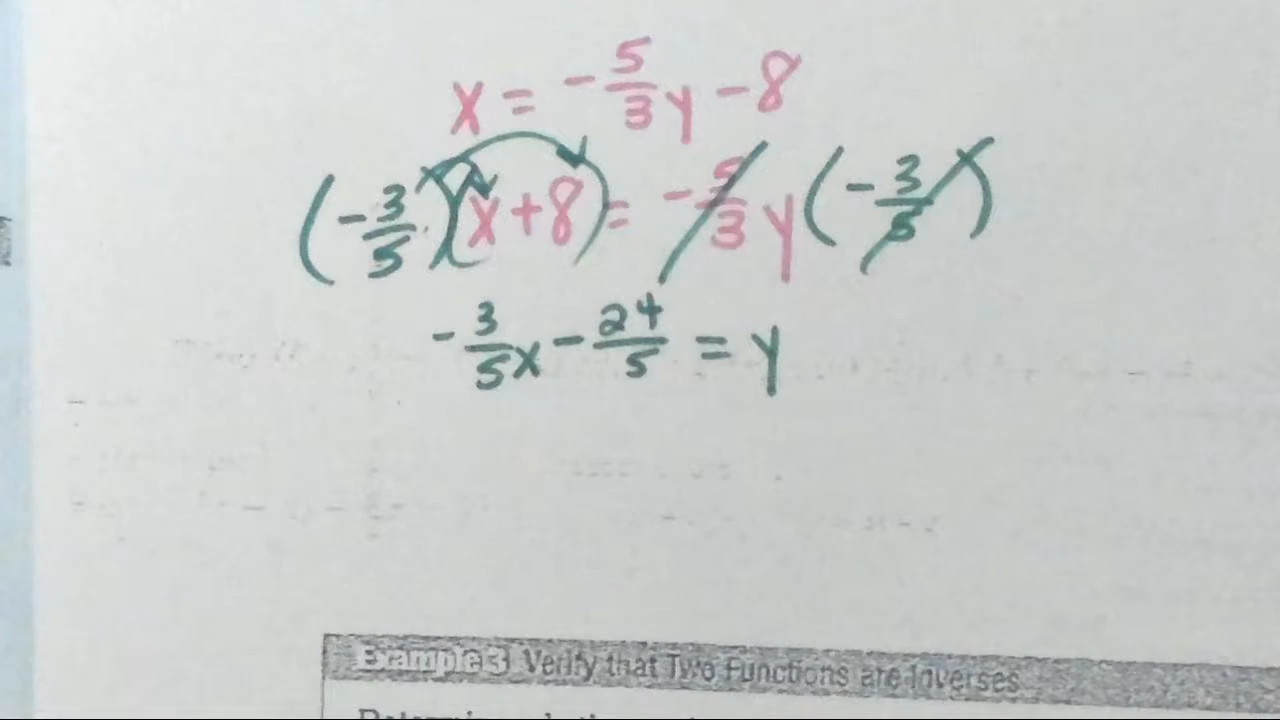 x = -5/3 y - 8
(-3/5)(x + 8) = -5/3 y (-3/5)
-3/5 x - 24/5 = y
Example 3 Verify that Two Functions are Inverses